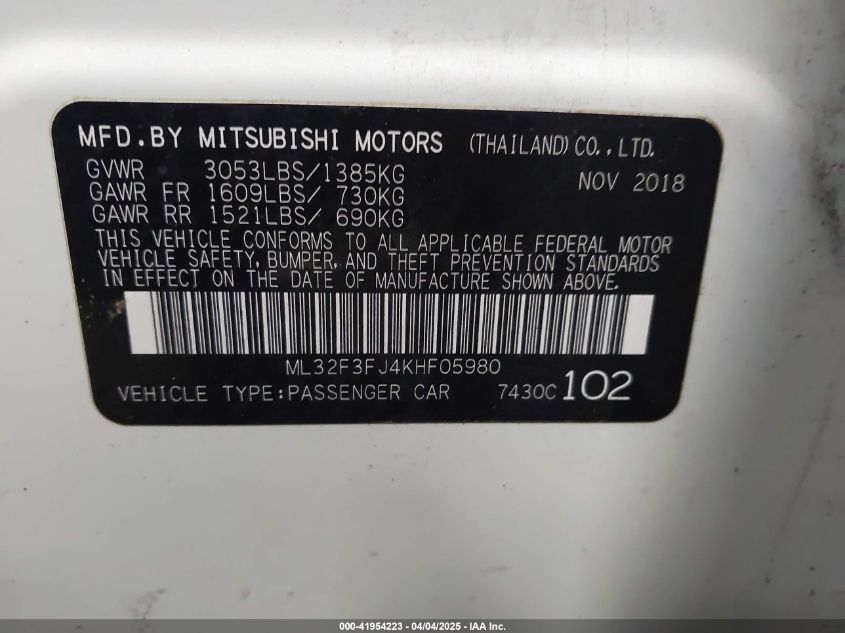 MFD.BY MITSUBISHI MOTORS (THAILAND) CO., LTD.
GVWR 3053LBS/1385KG NOV 2018
GAWR FR 1609LBS/ 730KG
GAWR RR 1521LBS/ 690KG
THIS VEHICLE CONFORMS TO ALL APPLICABLE FEDERAL MOTOR
VEHICLE SAFETY, BUMPER, AND THEFT PREVENTION STANDARDS
IN EFFECT ON THE DATE OF MANUFACTURE SHOWN ABOVE.
ML32F3FJ4KHF05980
VEHICLE TYPE:PASSENGER CAR 7430C 102
000-41954223 - 04/04/2025 - IAA Inc.